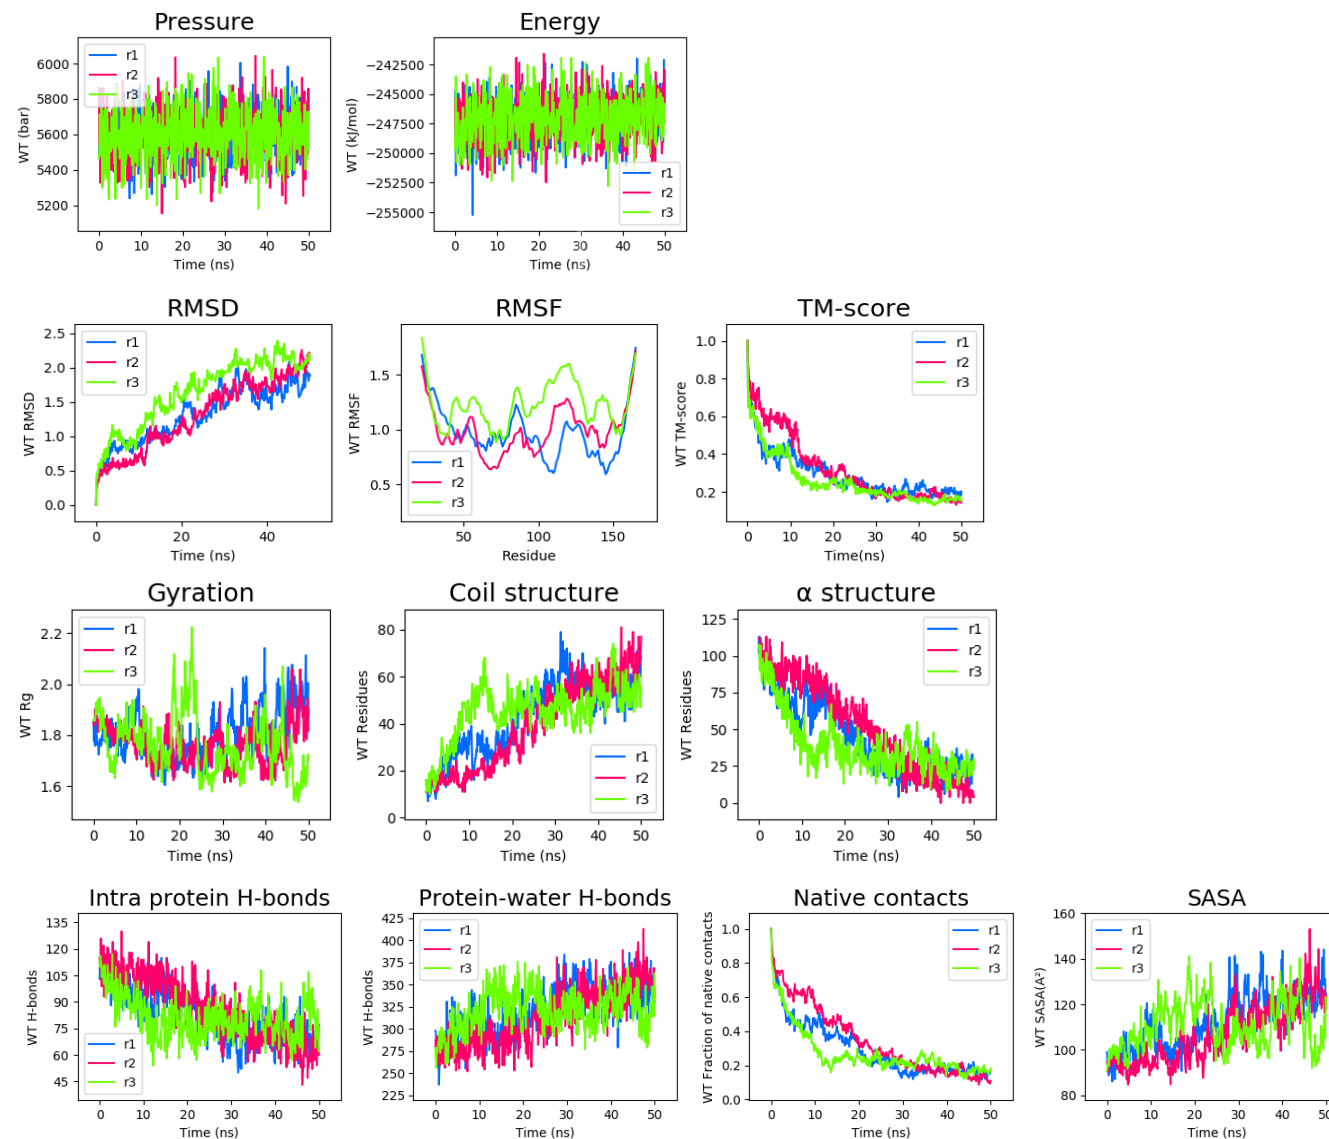 Pressure
WT (bar)
6000
5800
5600
5400
5200
r1
r2
r3
0 10 20 30 40 50
Time (ns)
Energy
WT (kJ/mol)
−242500
−245000
−247500
−250000
−252500
−255000
r1
r2
r3
0 10 20 30 40 50
Time (ns)
RMSD
WT RMSD
2.5
2.0
1.5
1.0
0.5
0.0
r1
r2
r3
0 20 40
Time (ns)
RMSF
WT RMSF
1.5
1.0
0.5
r1
r2
r3
50 100 150
Residue
TM-score
WT TM-score
1.0
0.8
0.6
0.4
0.2
r1
r2
r3
0 10 20 30 40 50
Time(ns)
Gyration
WT Rg
2.2
2.0
1.8
1.6
r1
r2
r3
0 10 20 30 40 50
Time (ns)
Coil structure
WT Residues
80
60
40
20
0
r1
r2
r3
0 10 20 30 40 50
Time (ns)
α structure
WT Residues
125
100
75
50
25
0
r1
r2
r3
0 10 20 30 40 50
Time (ns)
Intra protein H-bonds
WT H-bonds
135
120
105
90
75
60
45
r1
r2
r3
0 10 20 30 40 50
Time (ns)
Protein-water H-bonds
WT H-bonds
425
400
375
350
325
300
275
250
225
r1
r2
r3
0 10 20 30 40 50
Time (ns)
Native contacts
WT Fraction of native contacts
1.0
0.8
0.6
0.4
0.2
0.0
r1
r2
r3
0 10 20 30 40 50
Time (ns)
SASA
WT SASA(A²)
160
140
120
100
80
r1
r2
r3
0 10 20 30 40 50
Time (ns)